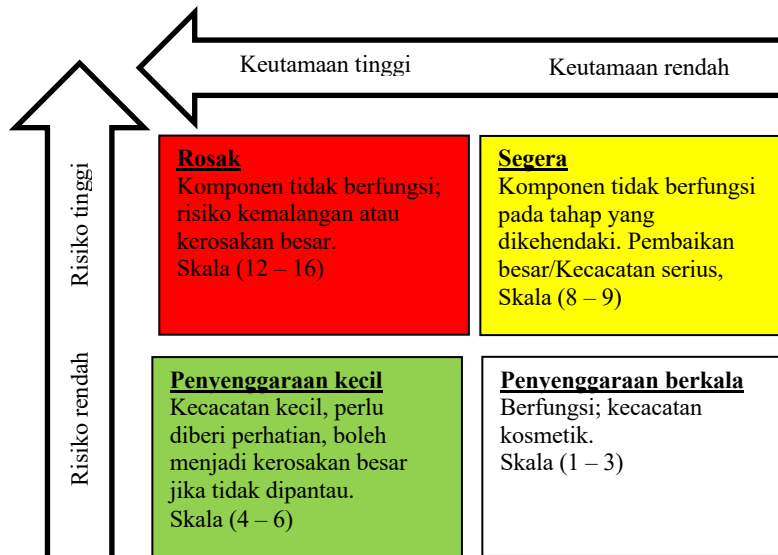 Keutamaan tinggi
Keutamaan rendah
Risiko tinggi
Risiko rendah
Rosak
Komponen tidak berfungsi;
risiko kemalangan atau
kerosakan besar.
Skala (12 – 16)
Segera
Komponen tidak berfungsi
pada tahap yang
dikehendaki. Pembaikan
besar/Kecacatan serius,
Skala (8 – 9)
Penyenggaraan kecil
Kecacatan kecil, perlu
diberi perhatian, boleh
menjadi kerosakan besar
jika tidak dipantau.
Skala (4 – 6)
Penyenggaraan berkala
Berfungsi; kecacatan
kosmetik.
Skala (1 – 3)